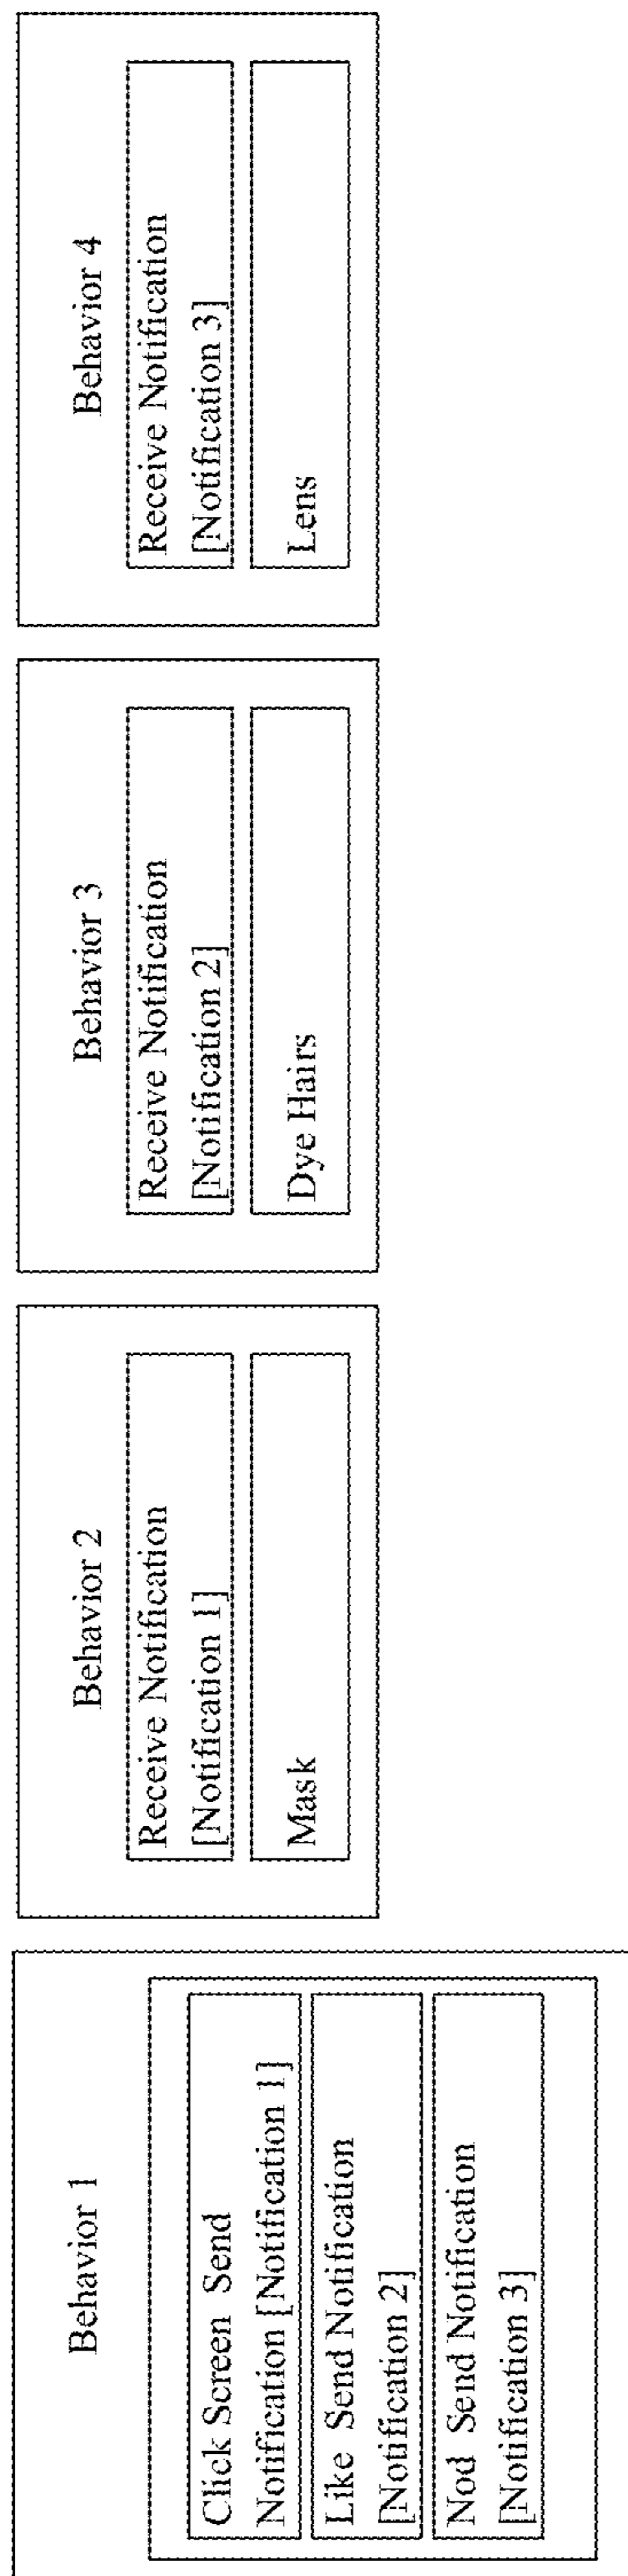 Behavior 1
Click Screen Send
Notification [Notification 1]
Like Send Notification
[Notification 2]
Nod Send Notification
[Notification 3]
Behavior 2
Receive Notification
[Notification 1]
Mask
Behavior 3
Receive Notification
[Notification 2]
Dye Hairs
Behavior 4
Receive Notification
[Notification 3]
Lens